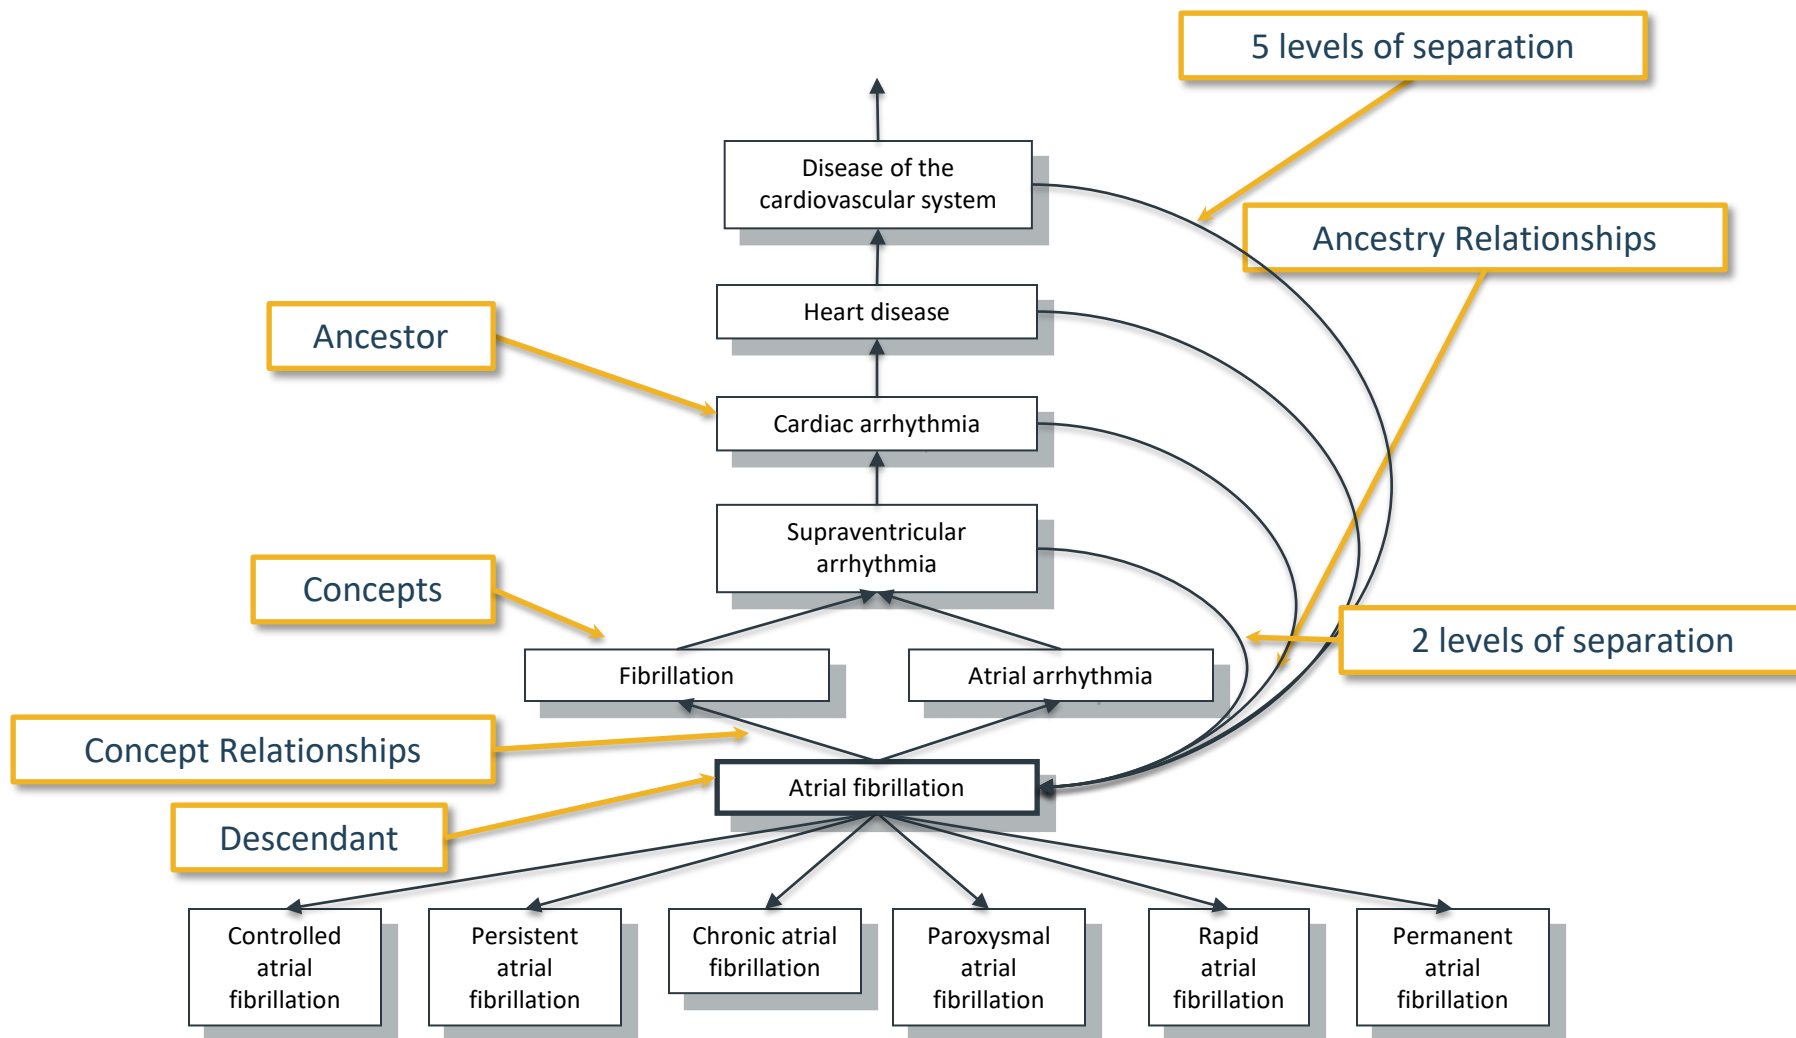 5 levels of separation
Disease of the
cardiovascular system
Ancestry Relationships
Heart disease
Ancestor
Cardiac arrhythmia
Supraventricular
arrhythmia
Concepts
2 levels of separation
Fibrillation
Atrial arrhythmia
Concept Relationships
Atrial fibrillation
Descendant
Controlled
atrial
fibrillation
Persistent
atrial
fibrillation
Chronic atrial
fibrillation
Paroxysmal
atrial
fibrillation
Rapid
atrial
fibrillation
Permanent
atrial
fibrillation